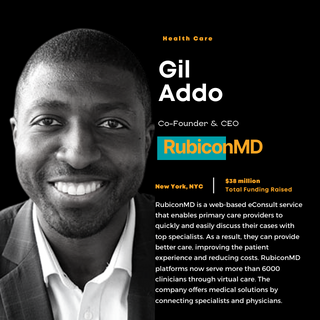 Health Care
Gil
Addo
Co-Founder & CEO
RubiconMD
New York, NYC
$38 million
Total Funding Raised
RubiconMD is a web-based eConsult service
that enables primary care providers to
quickly and easily discuss their cases with
top specialists. As a result, they can provide
better care, improving the patient
experience and reducing costs. RubiconMD
platforms now serve more than 6000
clinicians through virtual care. The
company offers medical solutions by
connecting specialists and physicians.